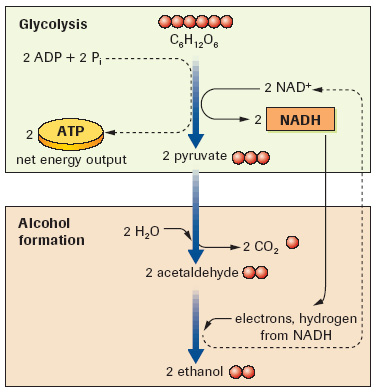 Glycolysis
C₆H₁₂O₆
2 ADP + 2 Pᵢ
2 NAD+
2 ATP
2 NADH
net energy output
2 pyruvate
Alcohol
formation
2 H₂O
2 CO₂
2 acetaldehyde
electrons, hydrogen
from NADH
2 ethanol